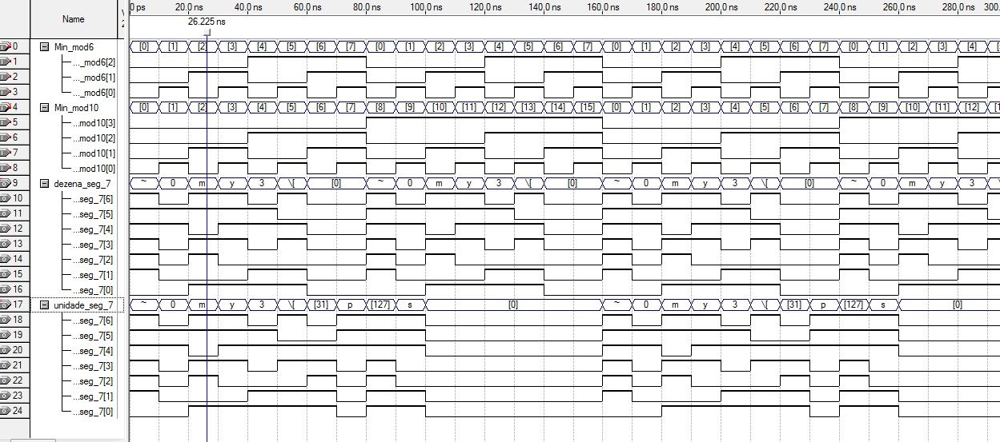 Name
0 ps 20.0 ns 40.0 ns 60.0 ns 80.0 ns 100.0 ns 120.0 ns 140.0 ns 160.0 ns 180.0 ns 200.0 ns 220.0 ns 240.0 ns 260.0 ns 280.0 ns 300.
26.225 ns
0 Min_mod6 [0] [1] [2] [3] [4] [5] [6] [7] [0] [1] [2] [3] [4] [5] [6] [7] [0] [1] [2] [3] [4] [5] [6] [7] [0] [1] [2] [3] [4]
1 ..._mod6[2]
2 ..._mod6[1]
3 ..._mod6[0]
4 Min_mod10 [0] [1] [2] [3] [4] [5] [6] [7] [8] [9] [10] [11] [12] [13] [14] [15] [0] [1] [2] [3] [4] [5] [6] [7] [8] [9] [10] [11] [12]
5 ...mod10[3]
6 ...mod10[2]
7 ...mod10[1]
8 ...mod10[0]
9 dezena_seg_7 ~ 0 m y 3 \[ [0] ~ 0 m y 3 \[ [0] ~ 0 m y 3 \[ [0] ~ 0 m y 3
10 ...seg_7[6]
11 ...seg_7[5]
12 ...seg_7[4]
13 ...seg_7[3]
14 ...seg_7[2]
15 ...seg_7[1]
16 ...seg_7[0]
17 unidade_seg_7 ~ 0 m y 3 \[ [31] p [127] s [0] ~ 0 m y 3 \[ [31] p [127] s [0]
18 ...seg_7[6]
19 ...seg_7[5]
20 ...seg_7[4]
21 ...seg_7[3]
22 ...seg_7[2]
23 ...seg_7[1]
24 ...seg_7[0]